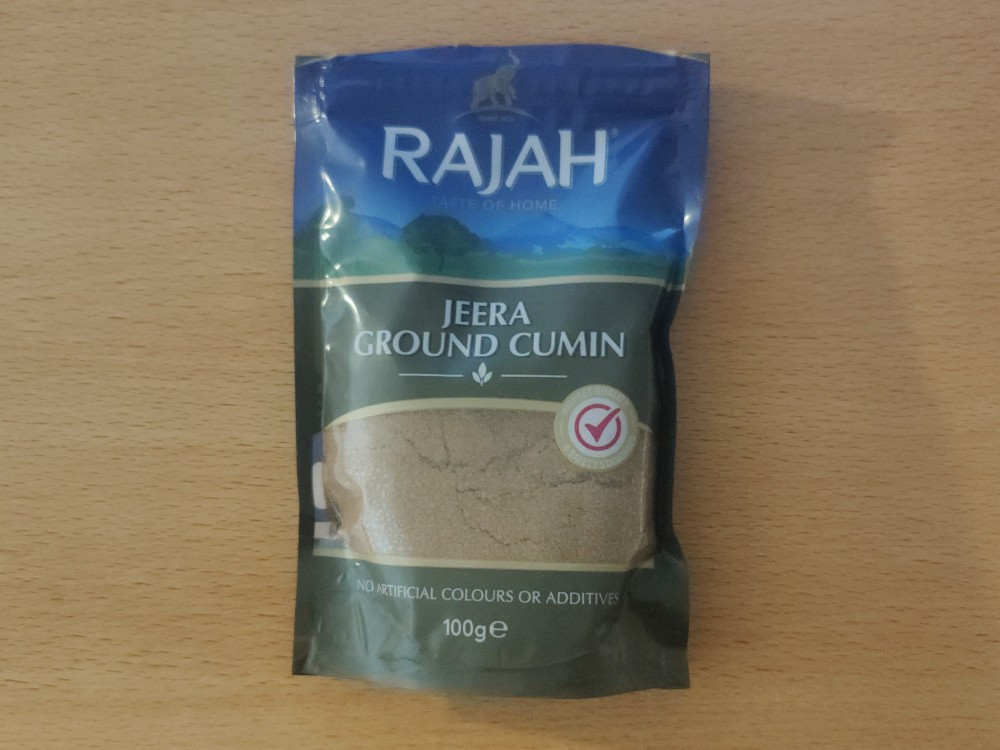 RAJAH
TASTE OF HOME
JEERA
GROUND CUMIN
NO ARTIFICIAL COLOURS OR ADDITIVES
100g℮